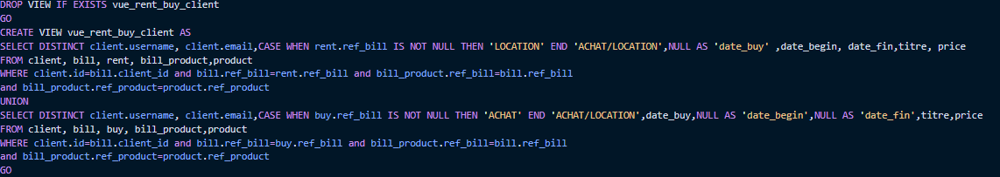 DROP VIEW IF EXISTS vue_rent_buy_client
GO
CREATE VIEW vue_rent_buy_client AS
SELECT DISTINCT client.username, client.email,CASE WHEN rent.ref_bill IS NOT NULL THEN 'LOCATION' END 'ACHAT/LOCATION',NULL AS 'date_buy' ,date_begin, date_fin,titre, price
FROM client, bill, rent, bill_product,product
WHERE client.id=bill.client_id and bill.ref_bill=rent.ref_bill and bill_product.ref_bill=bill.ref_bill
and bill_product.ref_product=product.ref_product
UNION
SELECT DISTINCT client.username, client.email,CASE WHEN buy.ref_bill IS NOT NULL THEN 'ACHAT' END 'ACHAT/LOCATION',date_buy,NULL AS 'date_begin',NULL AS 'date_fin',titre,price
FROM client, bill, buy, bill_product,product
WHERE client.id=bill.client_id and bill.ref_bill=buy.ref_bill and bill_product.ref_bill=bill.ref_bill
and bill_product.ref_product=product.ref_product
GO